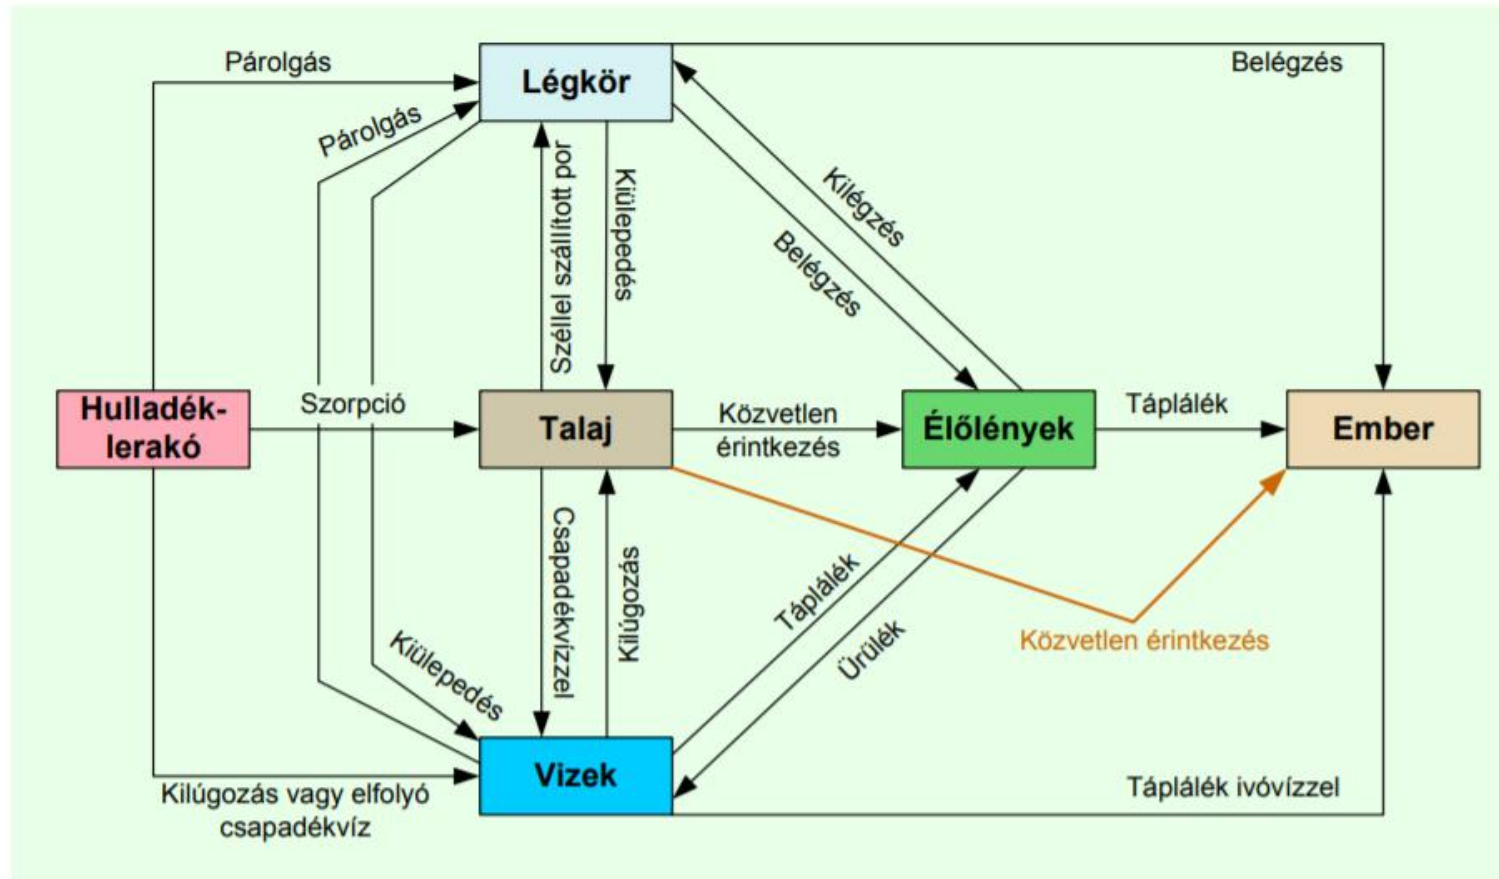 Párolgás
Légkör
Belégzés
Párolgás
Széllel szállított por
Kiülepedés
Kilégzés
Belégzés
Hulladék-
lerakó
Szorpció
Talaj
Közvetlen
érintkezés
Élőlények
Táplálék
Ember
Csapadékvízzel
Kilúgozás
Táplálék
Ürülék
Közvetlen érintkezés
Kiülepedés
Vizek
Kilúgozás vagy elfolyó
csapadékvíz
Táplálék ivóvízzel